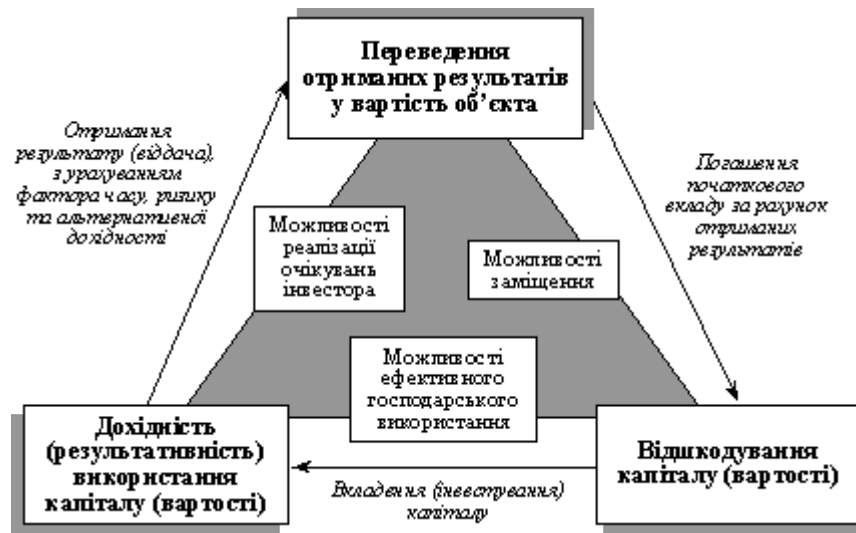 Переведення
отриманих результатів
у вартість об’єкта
Отримання
результату (віддача),
з урахуванням
фактора часу, ризику
та альтернативної
дохідності
Погашення
початкового
вкладу за рахунок
отриманих
результатів
Можливості
реалізації
очікувань
інвестора
Можливості
заміщення
Можливості
ефективного
господарського
використання
Дохідність
(результативність)
використання
капіталу (вартості)
Відшкодування
капіталу (вартості)
Вкладення (інвестування)
капіталу